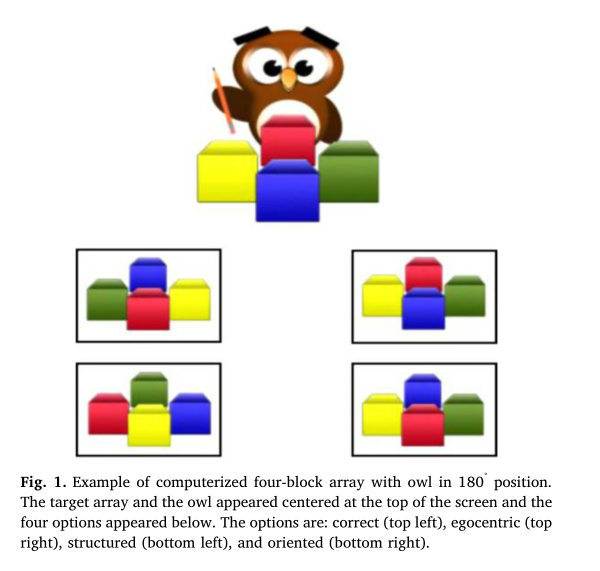 Fig. 1. Example of computerized four-block array with owl in 180° position.
The target array and the owl appeared centered at the top of the screen and the
four options appeared below. The options are: correct (top left), egocentric (top
right), structured (bottom left), and oriented (bottom right).